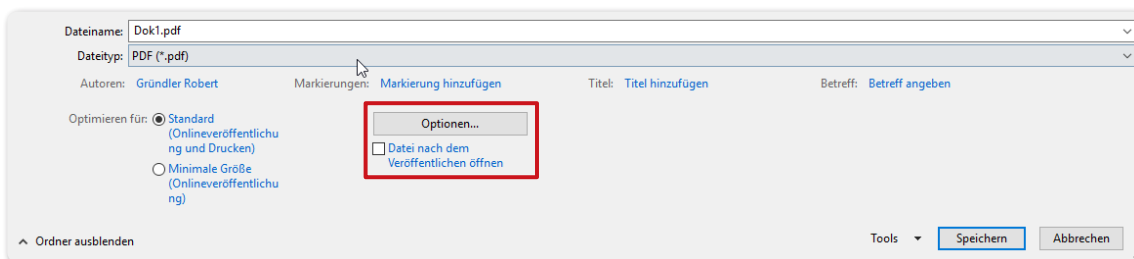 Dateiname: Dok1.pdf
Dateityp: PDF (*.pdf)
Autoren: Gründler Robert Markierungen: Markierung hinzufügen Titel: Titel hinzufügen Betreff: Betreff angeben
Optimieren für: Standard
(Onlineveröffentlichu
ng und Drucken)
Minimale Größe
(Onlineveröffentlichu
ng)
Optionen...
Datei nach dem
Veröffentlichen öffnen
Ordner ausblenden
Tools Speichern Abbrechen